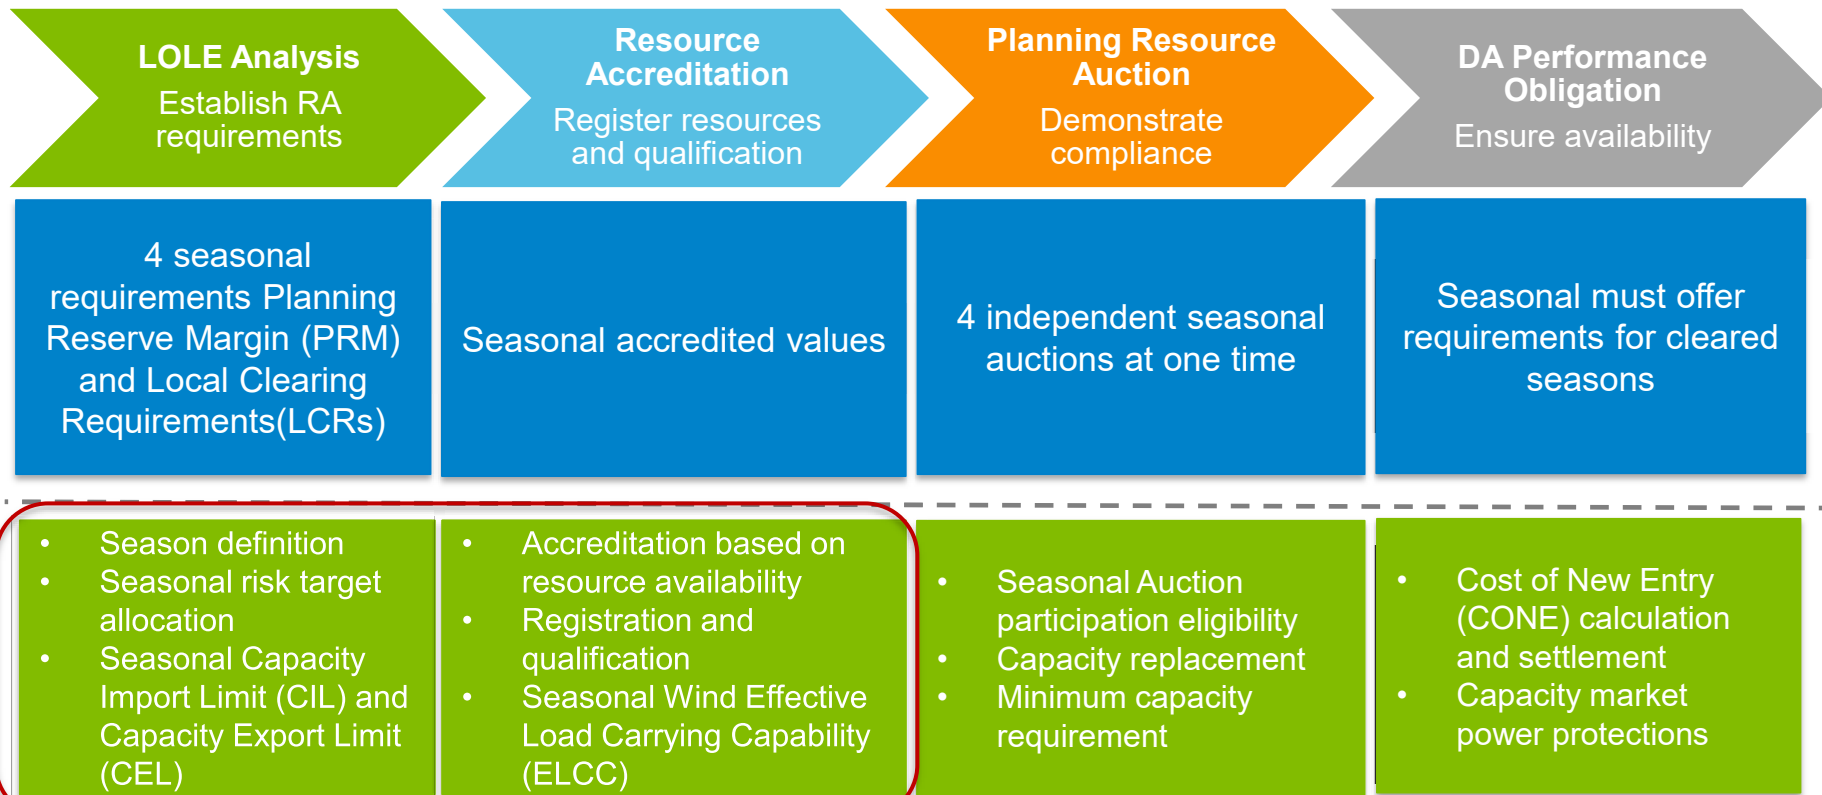 LOLE Analysis
Establish RA
requirements
Resource
Accreditation
Register resources
and qualification
Planning Resource
Auction
Demonstrate
compliance
DA Performance
Obligation
Ensure availability
4 seasonal
requirements Planning
Reserve Margin (PRM)
and Local Clearing
Requirements(LCRs)
Seasonal accredited values
4 independent seasonal
auctions at one time
Seasonal must offer
requirements for cleared
seasons
• Season definition
• Seasonal risk target
allocation
• Seasonal Capacity
Import Limit (CIL) and
Capacity Export Limit
(CEL)
• Accreditation based on
resource availability
• Registration and
qualification
• Seasonal Wind Effective
Load Carrying Capability
(ELCC)
• Seasonal Auction
participation eligibility
• Capacity replacement
• Minimum capacity
requirement
• Cost of New Entry
(CONE) calculation
and settlement
• Capacity market
power protections